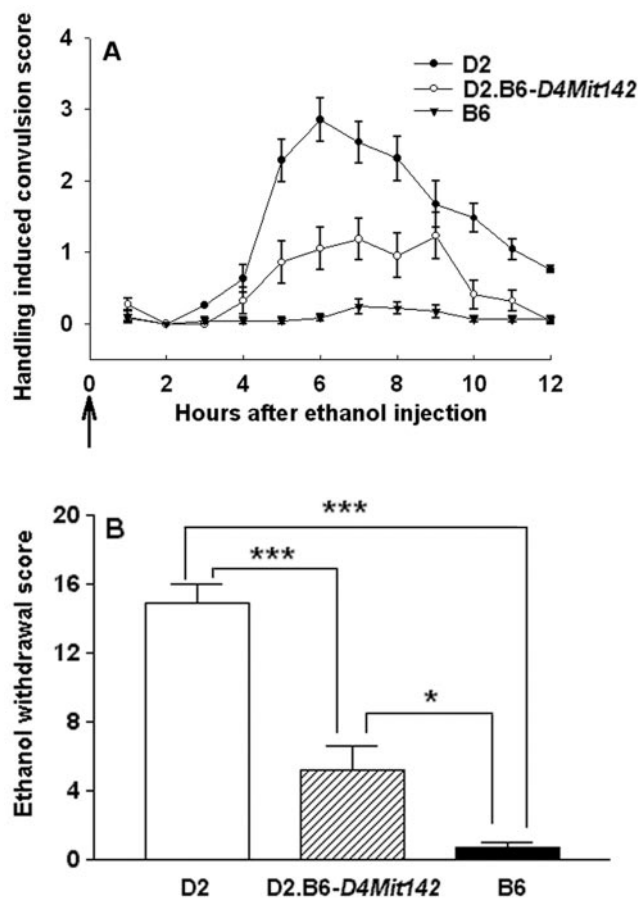 A
D2
D2.B6-D4Mit142
B6
Handling induced convulsion score
4
3
2
1
0
0 2 4 6 8 10 12
Hours after ethanol injection
B
***
***
*
Ethanol withdrawal score
20
16
12
8
4
0
D2 D2.B6-D4Mit142 B6